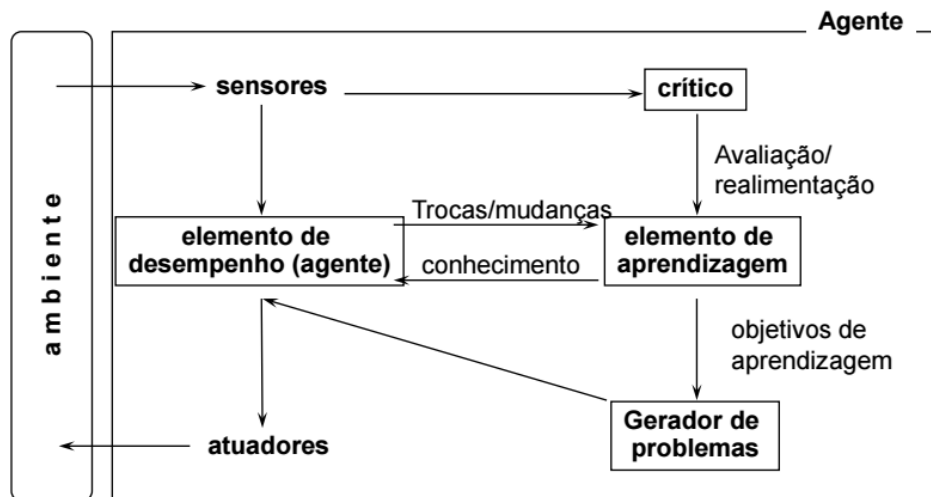 Agente
sensores
crítico
Avaliação/
realimentação
Trocas/mudanças
elemento de
desempenho (agente)
conhecimento
elemento de
aprendizagem
ambiente
objetivos de
aprendizagem
Gerador de
problemas
atuadores